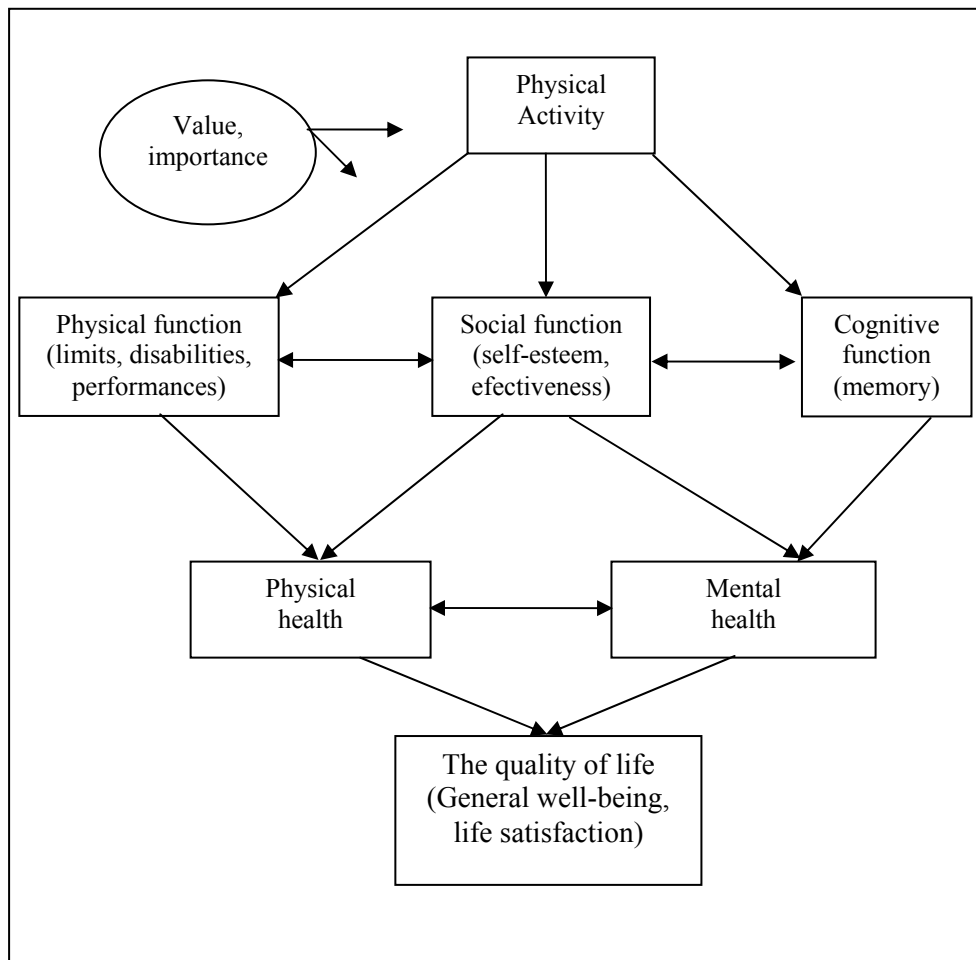 Physical
Activity
Value,
importance
Physical function
(limits, disabilities,
performances)
Social function
(self-esteem,
efectiveness)
Cognitive
function
(memory)
Physical
health
Mental
health
The quality of life
(General well-being,
life satisfaction)